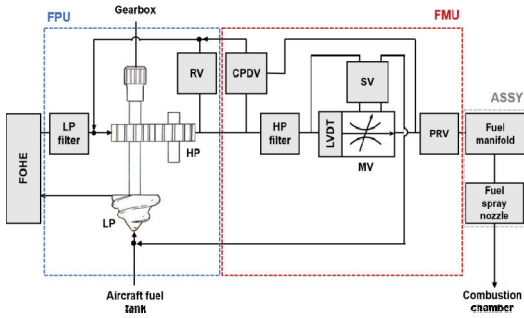 Gearbox
FPU
FMU
RV
CPDV
SV
ASSY
LP
filter
HP
filter
LVDT
PRV
Fuel
manifold
FOHE
HP
MV
Fuel
spray
nozzle
LP
Aircraft fuel
tank
Combustion
chamber